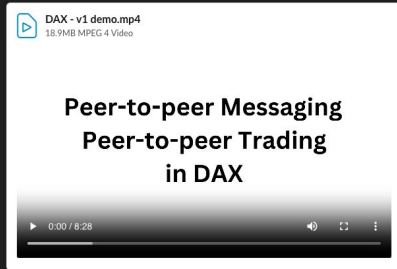 DAX - v1 demo.mp4
18.9MB MPEG 4 Video
Peer-to-peer Messaging
Peer-to-peer Trading
in DAX
0:00 / 8:28